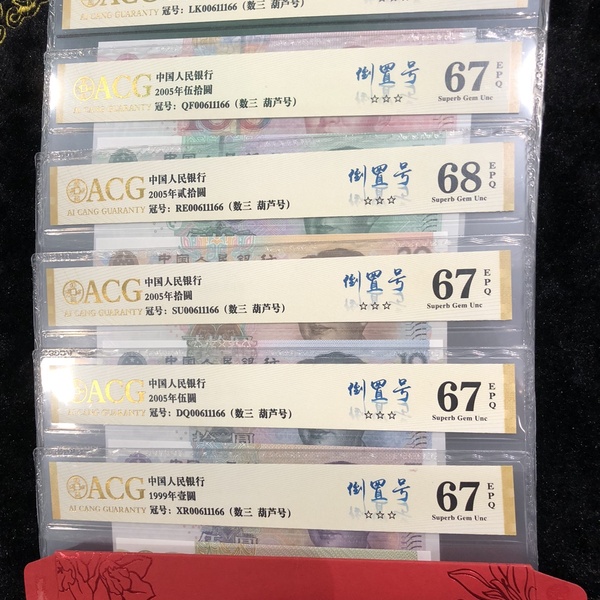 AI CANG GUARANTY 冠号：LK00611166（数三 葫芦号）
☆☆☆
ACG
AI CANG GUARANTY
中国人民银行
2005年伍拾圆
冠号：QF00611166（数三 葫芦号）
倒置号
☆☆☆
67
EPQ
Superb Gem Unc
ACG
AI CANG GUARANTY
中国人民银行
2005年贰拾圆
冠号：RE00611166（数三 葫芦号）
倒置号
☆☆☆
68
EPQ
Superb Gem Unc
ACG
AI CANG GUARANTY
中国人民银行
2005年拾圆
冠号：SU00611166（数三 葫芦号）
倒置号
☆☆☆
67
EPQ
Superb Gem Unc
ACG
AI CANG GUARANTY
中国人民银行
2005年伍圆
冠号：DQ00611166（数三 葫芦号）
倒置号
☆☆☆
67
EPQ
Superb Gem Unc
ACG
AI CANG GUARANTY
中国人民银行
1999年壹圆
冠号：XR00611166（数三 葫芦号）
倒置号
☆☆☆
67
EPQ
Superb Gem Unc